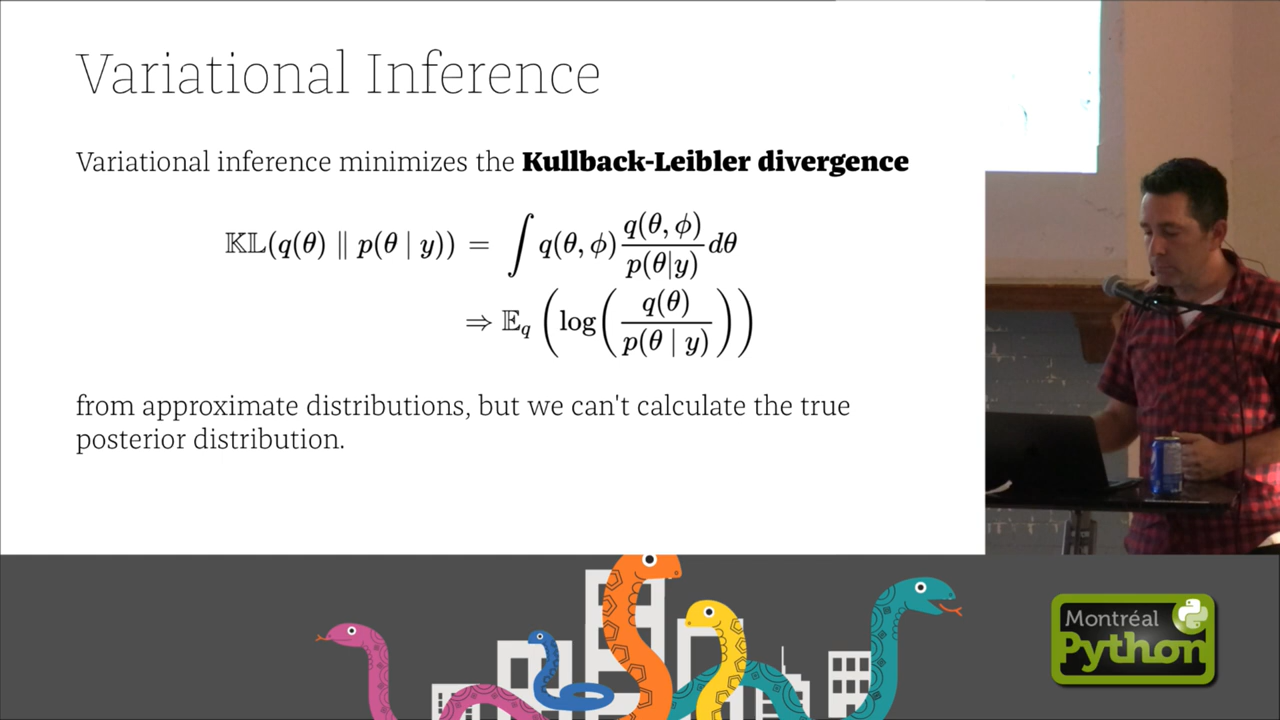 Variational Inference
Variational inference minimizes the Kullback-Leibler divergence
𝕂𝕃(q(θ) ∥ p(θ | y)) = ∫ q(θ, ϕ) q(θ, ϕ) / p(θ|y) dθ
⇒ 𝔼q ( log ( q(θ) / p(θ | y) ) )
from approximate distributions, but we can't calculate the true
posterior distribution.
Montréal
Python